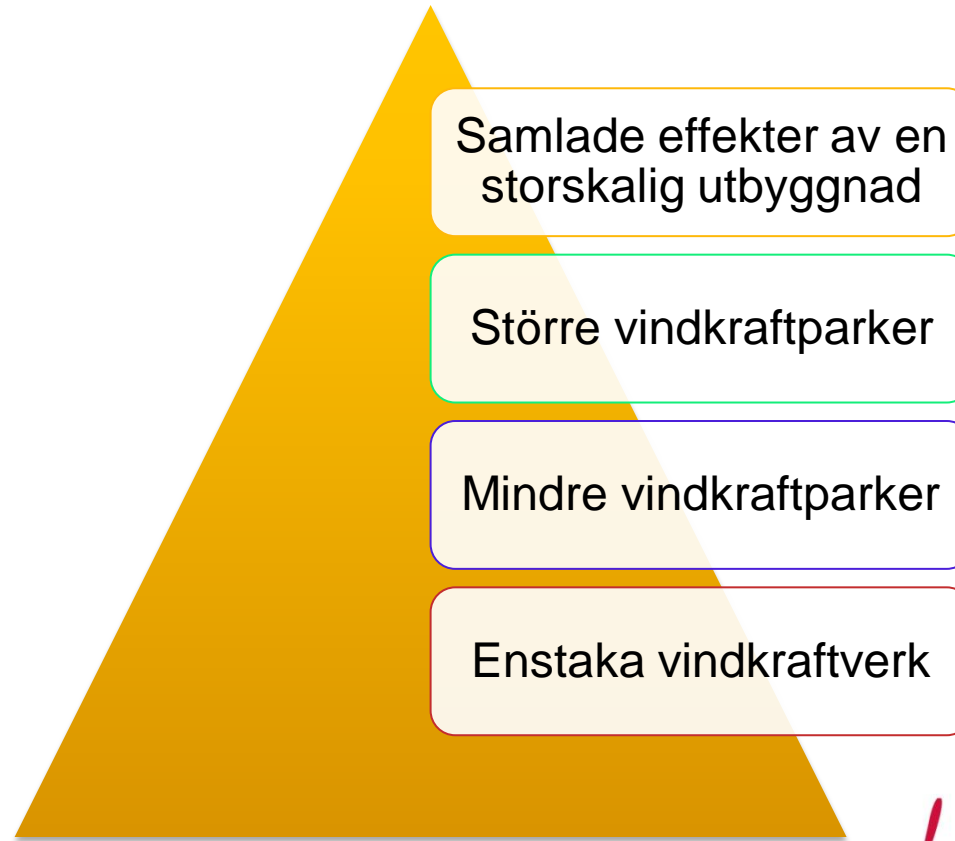 Samlade effekter av en
storskalig utbyggnad
Större vindkraftparker
Mindre vindkraftparker
Enstaka vindkraftverk